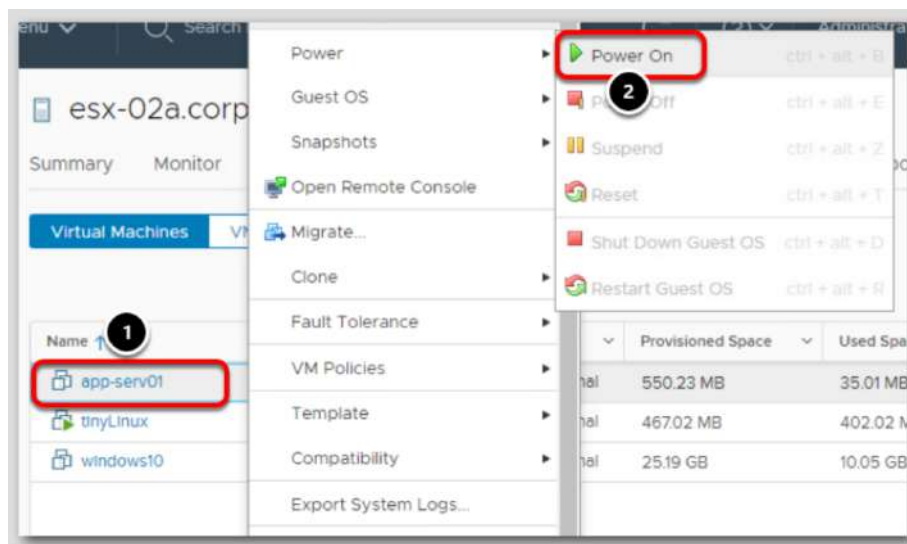 enu
Search
Administra
esx-02a.corp
Summary Monitor
Virtual Machines
Power
Guest OS
Snapshots
Open Remote Console
Migrate...
Clone
Fault Tolerance
VM Policies
Template
Compatibility
Export System Logs...
Power On ctrl + alt + B
2
Off ctrl + alt + E
Suspend ctrl + alt + Z
Reset ctrl + alt + T
Shut Down Guest OS ctrl + alt + D
Restart Guest OS ctrl + alt + R
1
Name Provisioned Space Used Spa
app-serv01 nal 550.23 MB 35.01 MB
tinyLinux nal 467.02 MB 402.02 M
windows10 nal 25.19 GB 10.05 GB